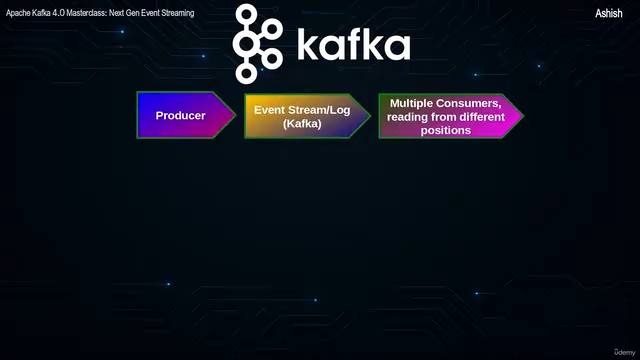 Apache Kafka 4.0 Masterclass: Next Gen Event Streaming
Ashish
kafka
Producer
Event Stream/Log
(Kafka)
Multiple Consumers,
reading from different
positions
ûdemy